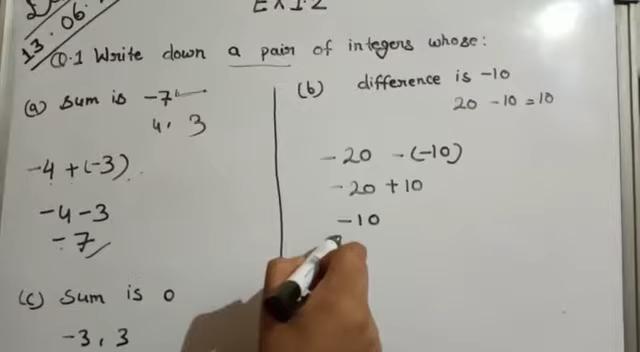 Ex 1.2
13.06.
Q.1 Write down a pair of integers whose:
(a) Sum is -7
4, 3
-4 + (-3)
-4 - 3
= 7
(c) Sum is 0
-3, 3
(b) difference is -10
20 - 10 = 10
-20 - (-10)
-20 + 10
-10